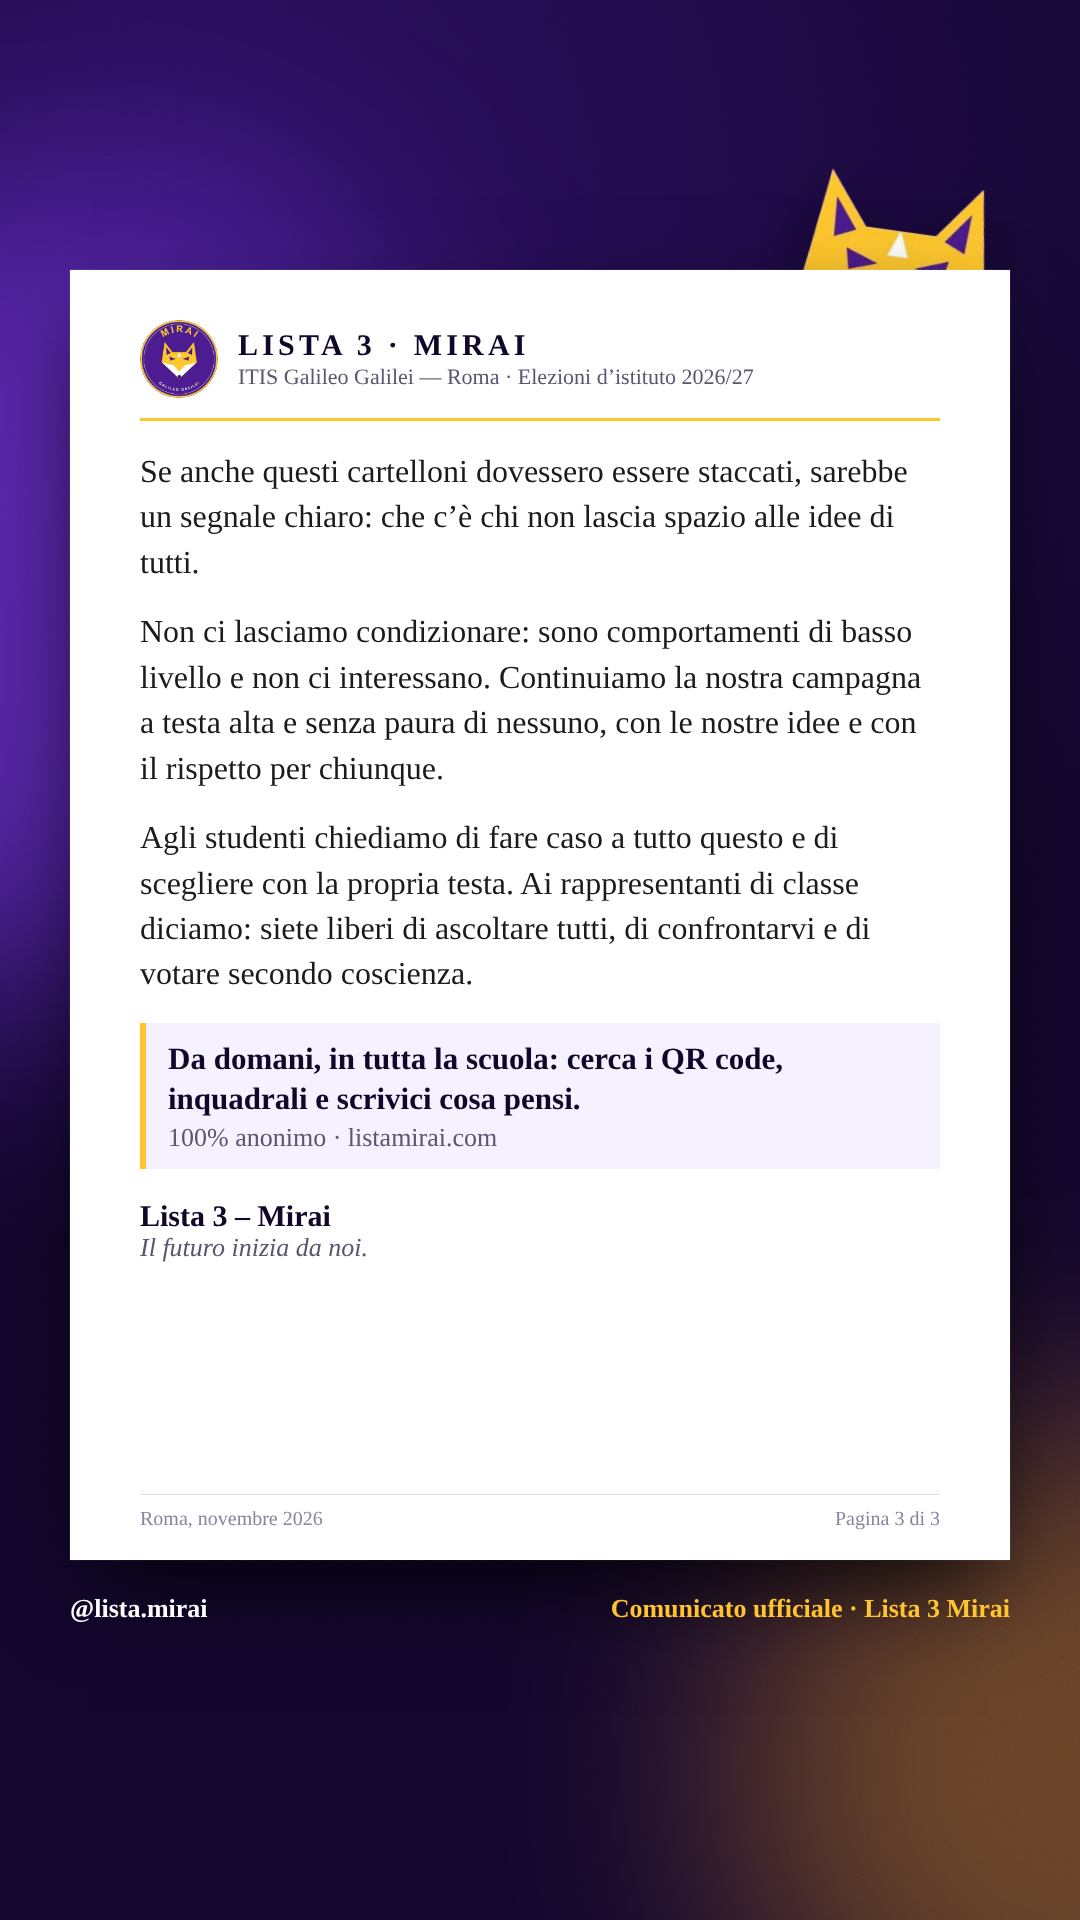 MIRAI
GALILEO GALILEI
LISTA 3 · MIRAI
ITIS Galileo Galilei — Roma · Elezioni d’istituto 2026/27
Se anche questi cartelloni dovessero essere staccati, sarebbe
un segnale chiaro: che c’è chi non lascia spazio alle idee di
tutti.
Non ci lasciamo condizionare: sono comportamenti di basso
livello e non ci interessano. Continuiamo la nostra campagna
a testa alta e senza paura di nessuno, con le nostre idee e con
il rispetto per chiunque.
Agli studenti chiediamo di fare caso a tutto questo e di
scegliere con la propria testa. Ai rappresentanti di classe
diciamo: siete liberi di ascoltare tutti, di confrontarvi e di
votare secondo coscienza.
Da domani, in tutta la scuola: cerca i QR code,
inquadrali e scrivici cosa pensi.
100% anonimo · listamirai.com
Lista 3 – Mirai
Il futuro inizia da noi.
Roma, novembre 2026
Pagina 3 di 3
@lista.mirai
Comunicato ufficiale · Lista 3 Mirai